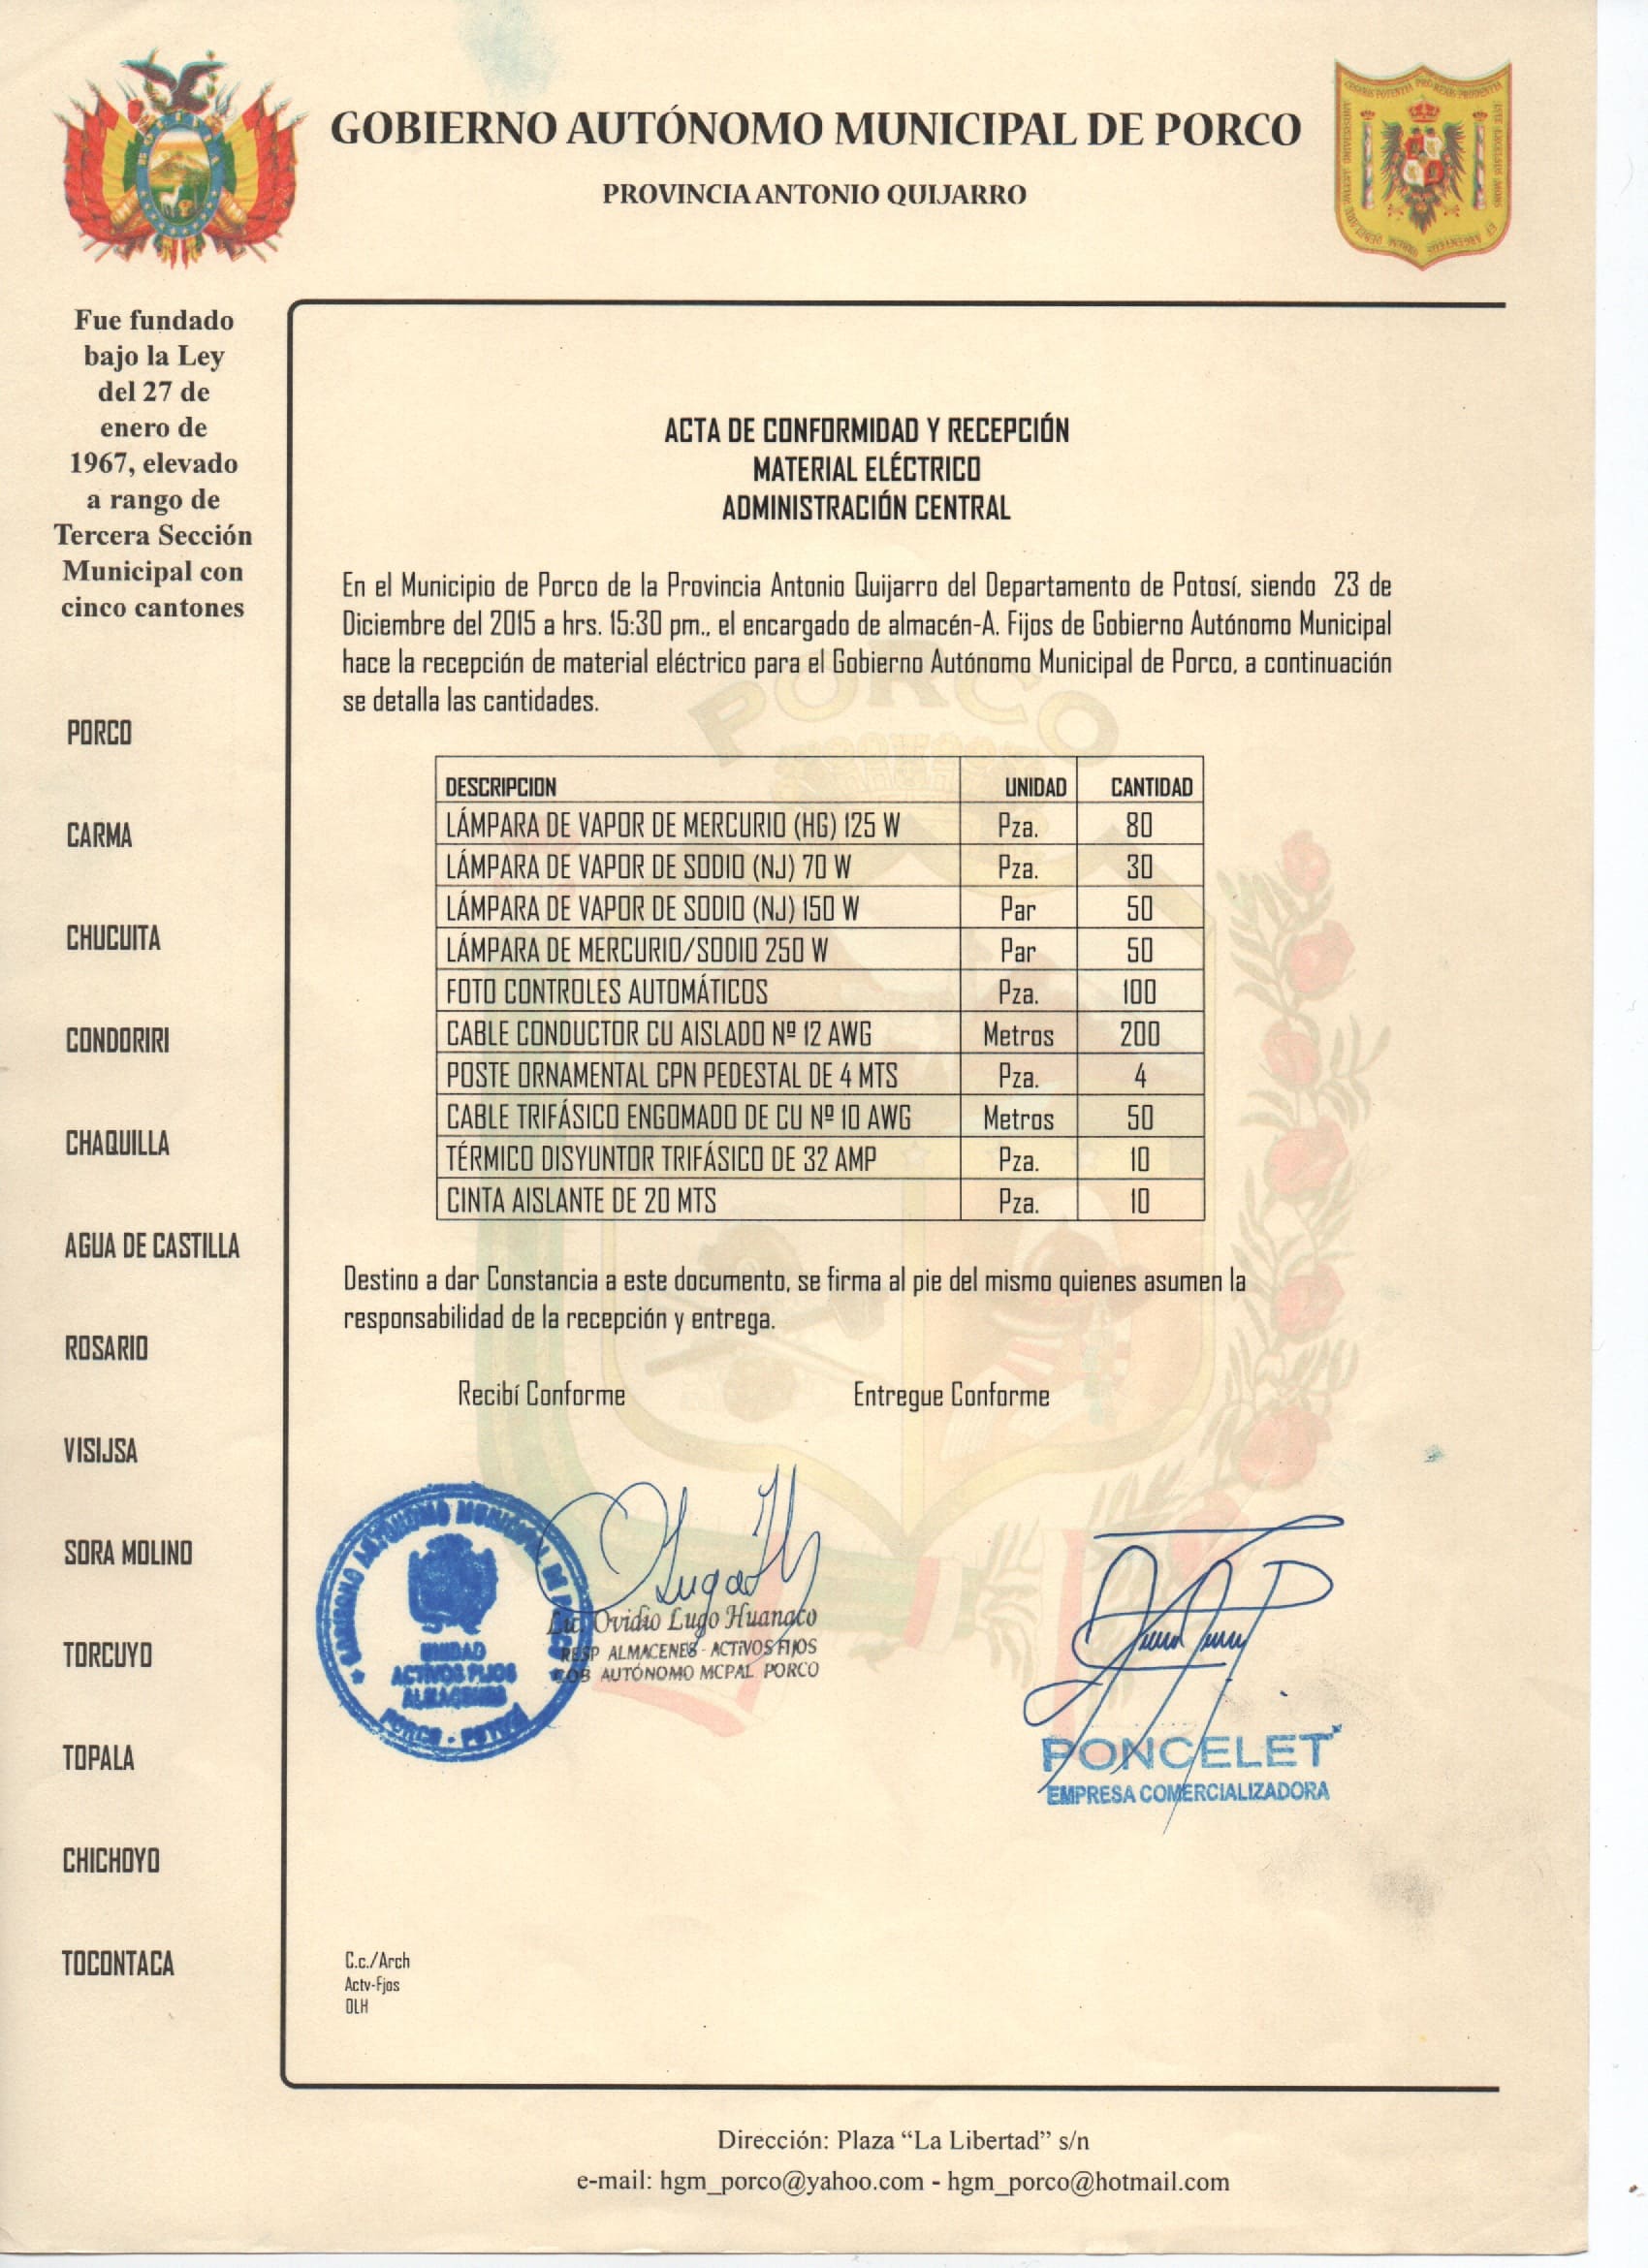 GOBIERNO AUTÓNOMO MUNICIPAL DE PORCO
PROVINCIA ANTONIO QUIJARRO
Fue fundado
bajo la Ley
del 27 de
enero de
1967, elevado
a rango de
Tercera Sección
Municipal con
cinco cantones
PORCO
CARMA
CHUCUITA
CONDORIRI
CHAQUILLA
AGUA DE CASTILLA
ROSARIO
VISIJSA
SORA MOLINO
TORCUYO
TOPALA
CHICHOYO
TOCONTACA
ACTA DE CONFORMIDAD Y RECEPCIÓN
MATERIAL ELÉCTRICO
ADMINISTRACIÓN CENTRAL
En el Municipio de Porco de la Provincia Antonio Quijarro del Departamento de Potosí, siendo 23 de
Diciembre del 2015 a hrs. 15:30 pm., el encargado de almacén-A. Fijos de Gobierno Autónomo Municipal
hace la recepción de material eléctrico para el Gobierno Autónomo Municipal de Porco, a continuación
se detalla las cantidades.
PORCO
DESCRIPCION UNIDAD CANTIDAD
LÁMPARA DE VAPOR DE MERCURIO (HG) 125 W Pza. 80
LÁMPARA DE VAPOR DE SODIO (NJ) 70 W Pza. 30
LÁMPARA DE VAPOR DE SODIO (NJ) 150 W Par 50
LÁMPARA DE MERCURIO/SODIO 250 W Par 50
FOTO CONTROLES AUTOMÁTICOS Pza. 100
CABLE CONDUCTOR CU AISLADO Nº 12 AWG Metros 200
POSTE ORNAMENTAL CPN PEDESTAL DE 4 MTS Pza. 4
CABLE TRIFÁSICO ENGOMADO DE CU Nº 10 AWG Metros 50
TÉRMICO DISYUNTOR TRIFÁSICO DE 32 AMP Pza. 10
CINTA AISLANTE DE 20 MTS Pza. 10
Destino a dar Constancia a este documento, se firma al pie del mismo quienes asumen la
responsabilidad de la recepción y entrega.
Recibí Conforme Entregue Conforme
GOBIERNO AUTONOMO MUNICIPAL DE
UNIDAD
ACTIVOS FIJOS
ALMACENES
PORCO - POTOSI
Lic. Ovidio Lugo Huanaco
RESP ALMACENES - ACTIVOS FIJOS
GOB AUTÓNOMO MCPAL PORCO
PONCELET
EMPRESA COMERCIALIZADORA
C.c./Arch
Actv-Fjos
OLH
Dirección: Plaza “La Libertad” s/n
e-mail: hgm_porco@yahoo.com - hgm_porco@hotmail.com